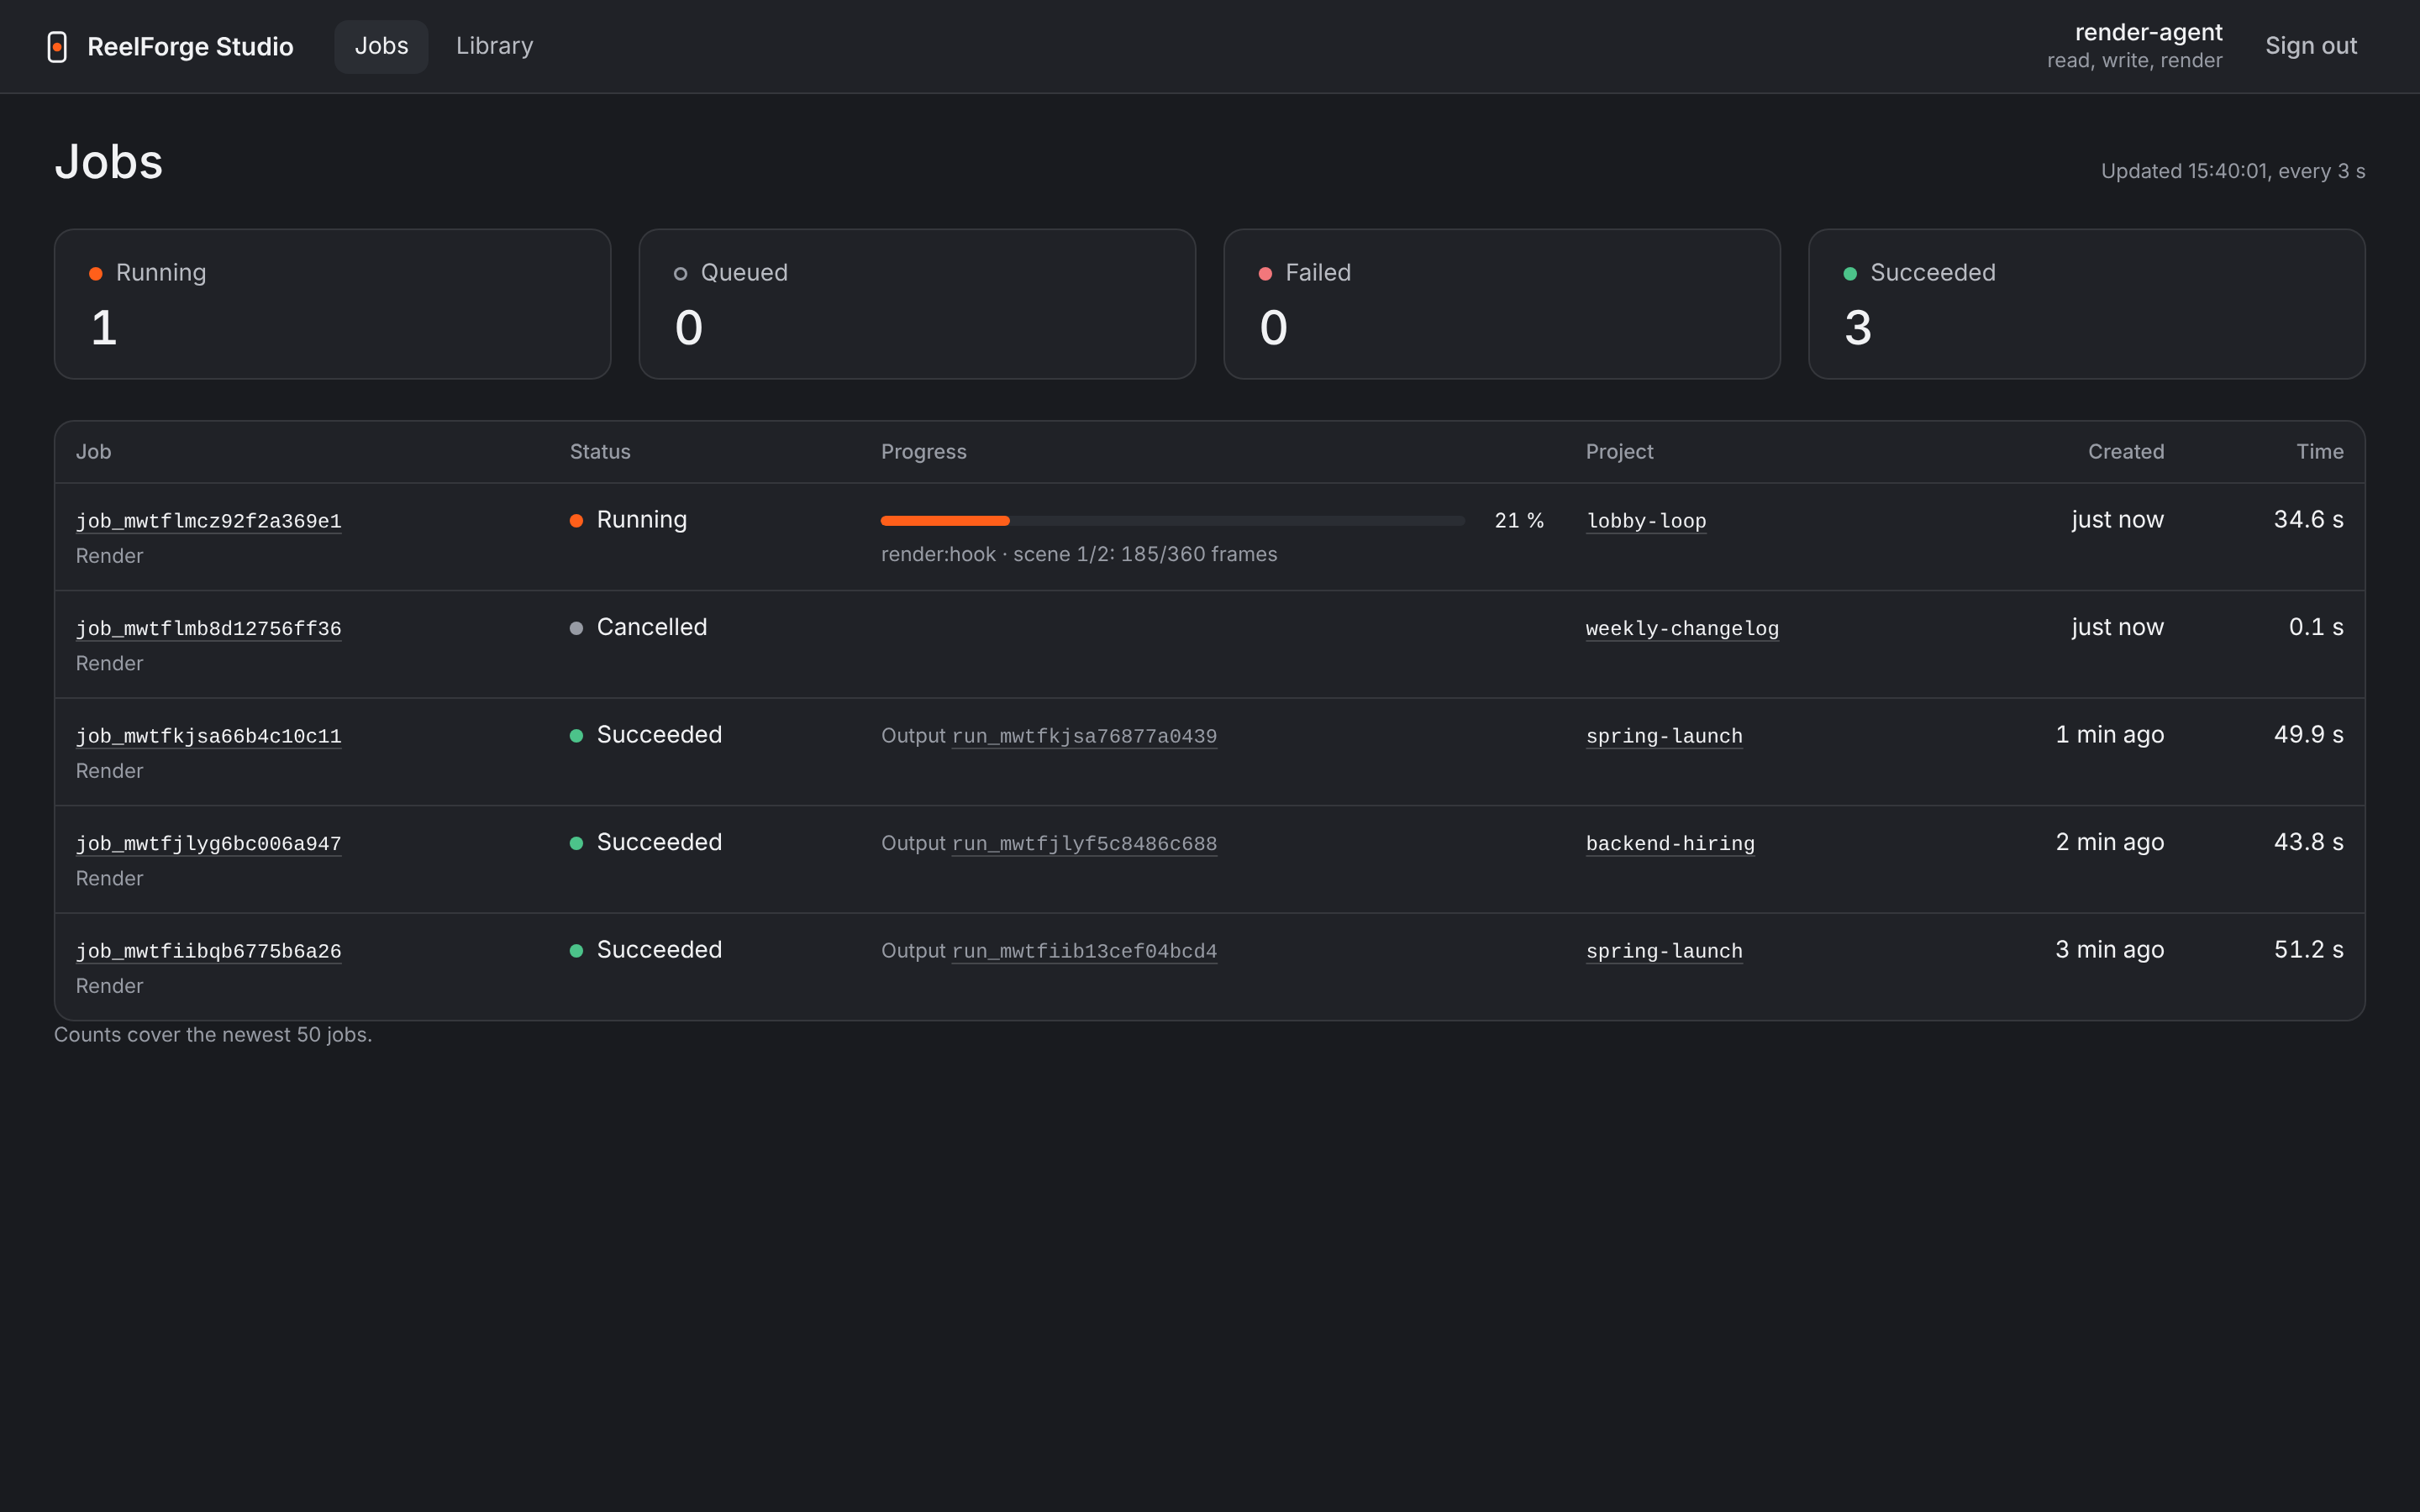 ReelForge Studio Jobs Library render-agent Sign out
read, write, render
Jobs
Updated 15:40:01, every 3 s
Running Queued Failed Succeeded
1 0 0 3
Job Status Progress Project Created Time
job_mwtflmcz92f2a369e1 Running 21 % lobby-loop just now 34.6 s
Render render:hook · scene 1/2: 185/360 frames
job_mwtflmb8d12756ff36 Cancelled weekly-changelog just now 0.1 s
Render
job_mwtfkjsa66b4c10c11 Succeeded Output run_mwtfkjsa76877a0439 spring-launch 1 min ago 49.9 s
Render
job_mwtfjlyg6bc006a947 Succeeded Output run_mwtfjlyf5c8486c688 backend-hiring 2 min ago 43.8 s
Render
job_mwtfiibqb6775b6a26 Succeeded Output run_mwtfiib13cef04bcd4 spring-launch 3 min ago 51.2 s
Render
Counts cover the newest 50 jobs.